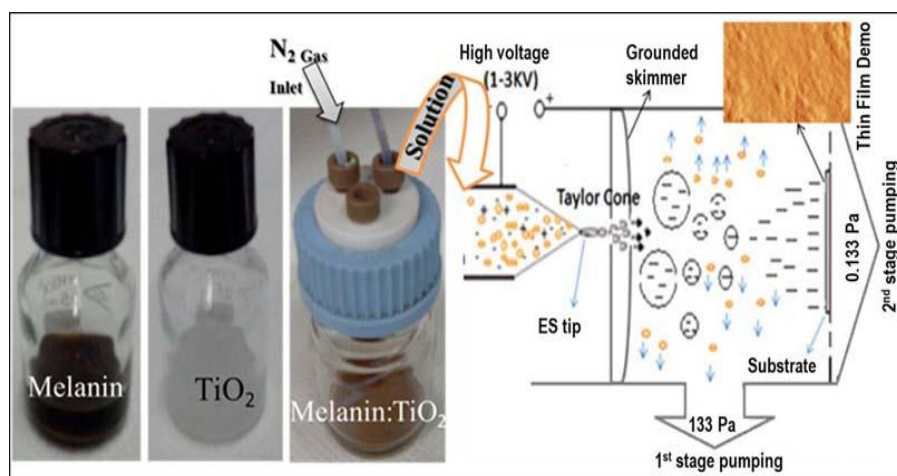 N₂ Gas
Inlet
Melanin
TiO₂
Melanin:TiO₂
Solution
High voltage
(1-3KV)
+
Grounded
skimmer
Taylor Cone
ES tip
Thin Film Demo
0.133 Pa
2nd stage pumping
Substrate
133 Pa
1st stage pumping